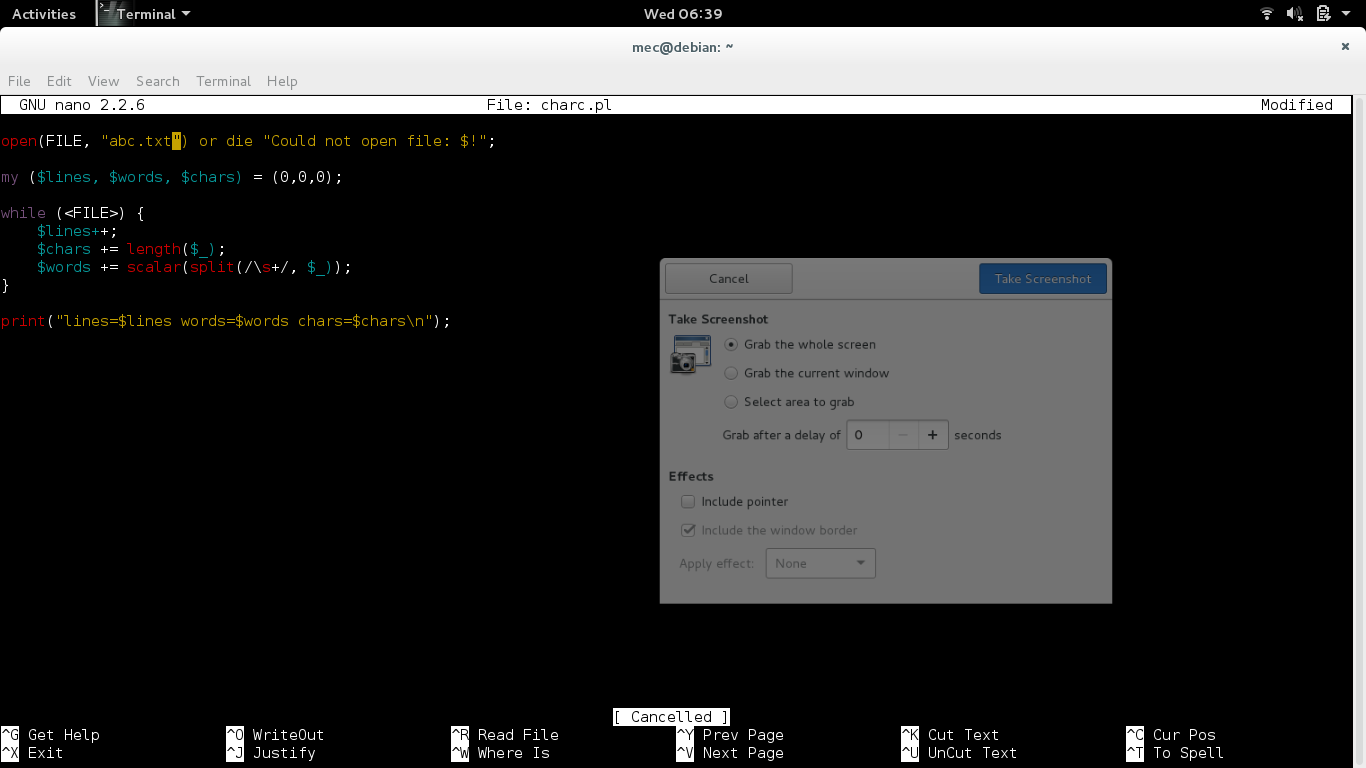 Activities Terminal Wed 06:39
mec@debian: ~ ×
File Edit View Search Terminal Help
GNU nano 2.2.6 File: charc.pl Modified
open(FILE, "abc.txt") or die "Could not open file: $!";
my ($lines, $words, $chars) = (0,0,0);
while (<FILE>) {
    $lines++;
    $chars += length($_);
    $words += scalar(split(/\s+/, $_));
}
print("lines=$lines words=$words chars=$chars\n");
Cancel Take Screenshot
Take Screenshot
Grab the whole screen
Grab the current window
Select area to grab
Grab after a delay of 0 − + seconds
Effects
Include pointer
Include the window border
Apply effect: None
[ Cancelled ]
^G Get Help ^O WriteOut ^R Read File ^Y Prev Page ^K Cut Text ^C Cur Pos
^X Exit ^J Justify ^W Where Is ^V Next Page ^U UnCut Text ^T To Spell